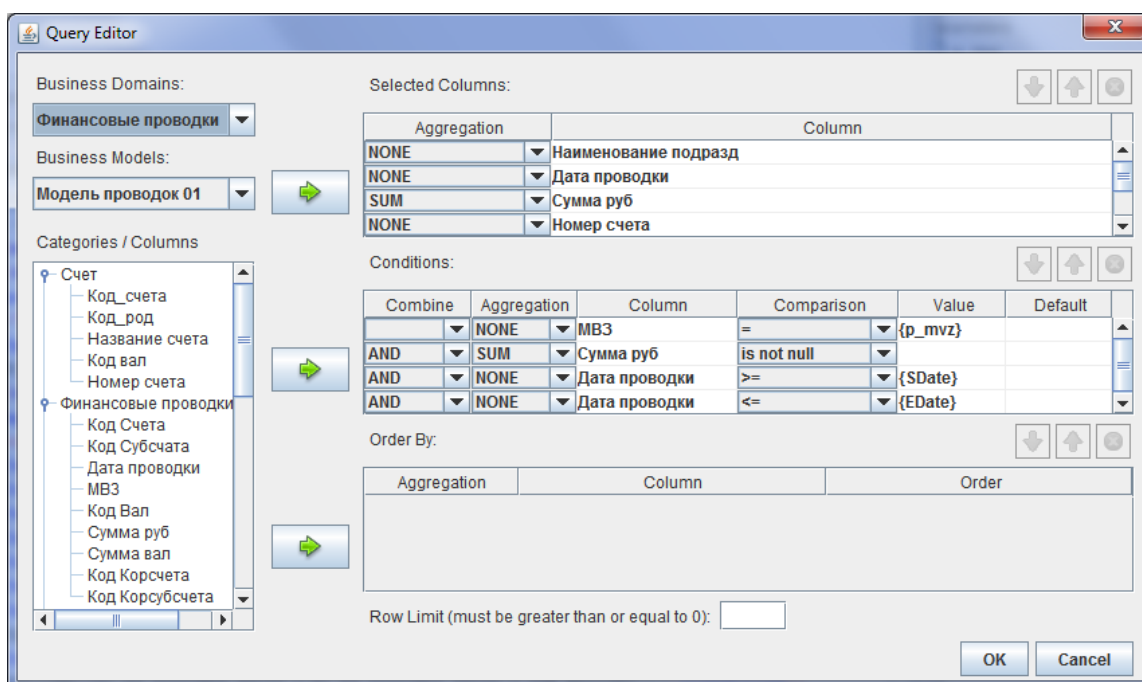 Query Editor
Business Domains:
Финансовые проводки
Business Models:
Модель проводок 01
Categories / Columns
Счет
Код_счета
Код_род
Название счета
Код вал
Номер счета
Финансовые проводки
Код Счета
Код Субсчата
Дата проводки
МВЗ
Код Вал
Сумма руб
Сумма вал
Код Корсчета
Код Корсубсчета
Selected Columns:
Aggregation Column
NONE Наименование подразд
NONE Дата проводки
SUM Сумма руб
NONE Номер счета
Conditions:
Combine Aggregation Column Comparison Value Default
NONE МВЗ = {p_mvz}
AND SUM Сумма руб is not null
AND NONE Дата проводки >= {SDate}
AND NONE Дата проводки <= {EDate}
Order By:
Aggregation Column Order
Row Limit (must be greater than or equal to 0):
OK Cancel